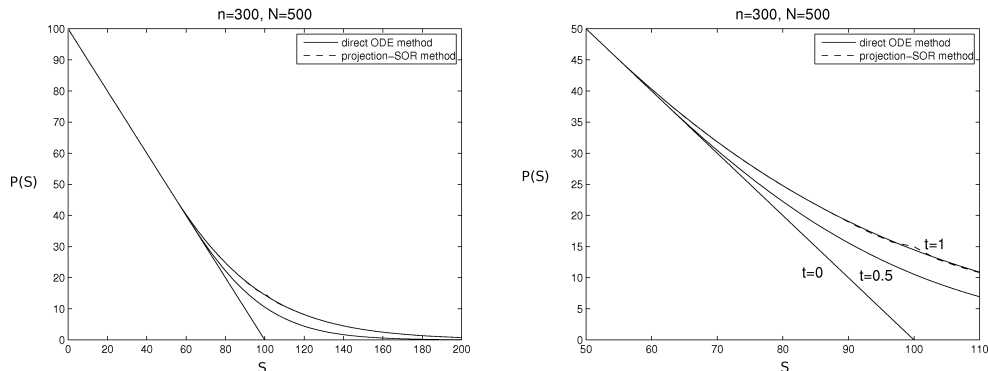 n=300, N=500
direct ODE method
projection-SOR method
P(S)
100
90
80
70
60
50
40
30
20
10
0
0 20 40 60 80 100 120 140 160 180 200
S
n=300, N=500
direct ODE method
projection-SOR method
P(S)
50
45
40
35
30
25
20
15
10
5
0
t=1
t=0
t=0.5
50 60 70 80 90 100 110
S